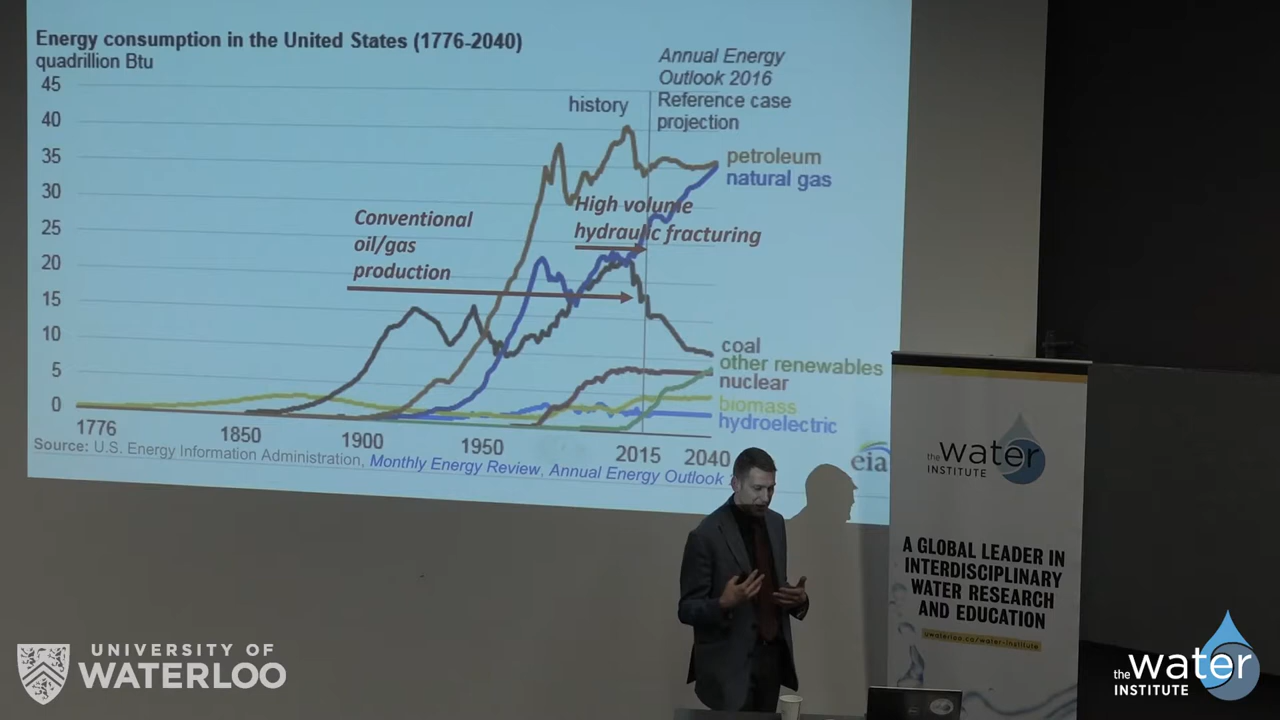 Energy consumption in the United States (1776-2040)
quadrillion Btu
45
40
35
30
25
20
15
10
5
0
history
Annual Energy
Outlook 2016
Reference case
projection
petroleum
natural gas
Conventional
oil/gas
production
High volume
hydraulic fracturing
coal
other renewables
nuclear
biomass
hydroelectric
1776
1850
1900
1950
2015
2040
Source: U.S. Energy Information Administration, Monthly Energy Review, Annual Energy Outlook
eia
the water
INSTITUTE
A GLOBAL LEADER IN
INTERDISCIPLINARY
WATER RESEARCH
AND EDUCATION
uwaterloo.ca/water-institute
UNIVERSITY OF
WATERLOO
the water
INSTITUTE